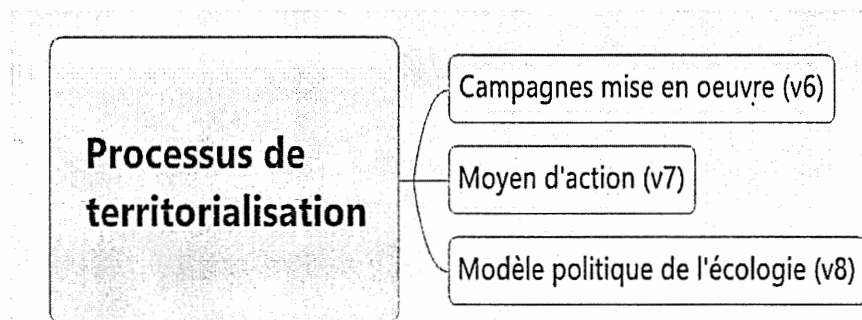 Processus de
territorialisation
Campagnes mise en oeuvre (v6)
Moyen d'action (v7)
Modèle politique de l'écologie (v8)